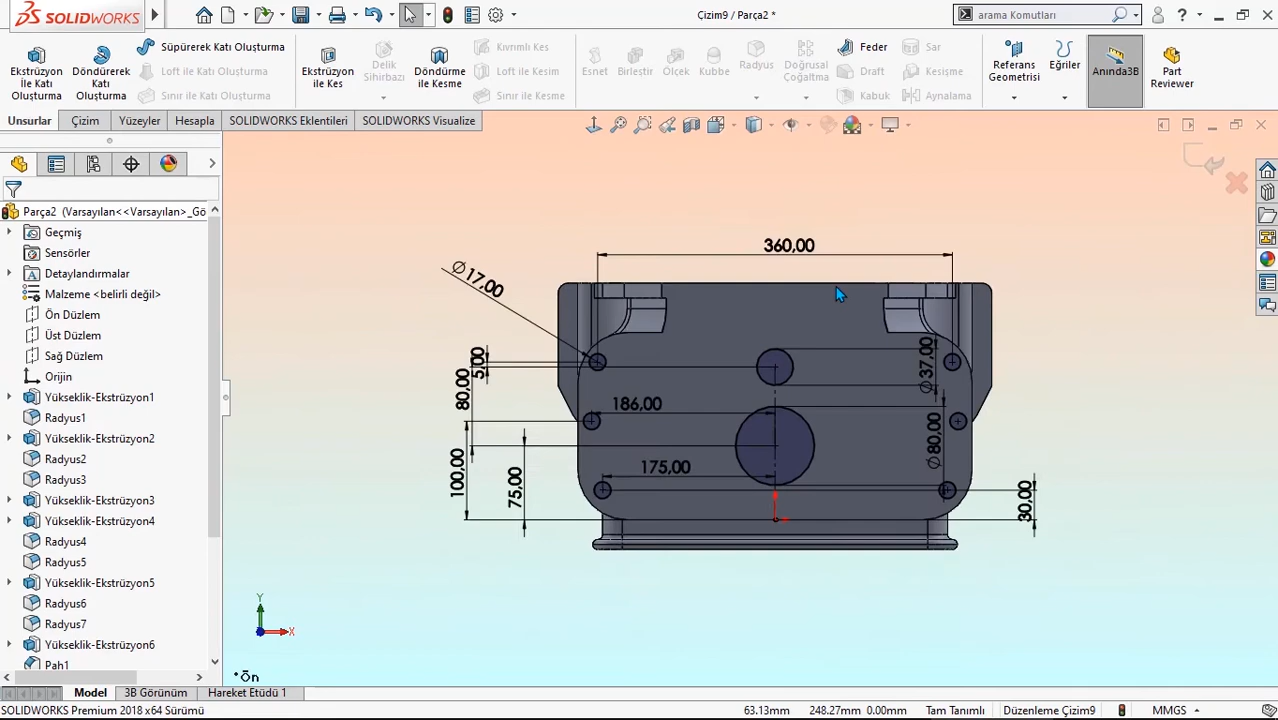 SOLIDWORKS
Çizim9 / Parça2 *
arama Komutları
Ekstrüzyon İle Katı Oluşturma
Döndürerek Katı Oluşturma
Süpürerek Katı Oluşturma
Loft ile Katı Oluşturma
Sınır ile Katı Oluşturma
Ekstrüzyon ile Kes
Delik Sihirbazı
Döndürme ile Kesme
Kıvrımlı Kes
Loft ile Kesim
Sınır ile Kesme
Esnet
Birleştir
Ölçek
Kubbe
Radyus
Doğrusal Çoğaltma
Feder
Draft
Kabuk
Sar
Kesişme
Aynalama
Referans Geometrisi
Eğriler
Anında3B
Part Reviewer
Unsurlar
Çizim
Yüzeyler
Hesapla
SOLIDWORKS Eklentileri
SOLIDWORKS Visualize
Parça2 (Varsayılan<<Varsayılan>_Gö
Geçmiş
Sensörler
Detaylandırmalar
Malzeme <belirli değil>
Ön Düzlem
Üst Düzlem
Sağ Düzlem
Orijin
Yükseklik-Ekstrüzyon1
Radyus1
Yükseklik-Ekstrüzyon2
Radyus2
Radyus3
Yükseklik-Ekstrüzyon3
Yükseklik-Ekstrüzyon4
Radyus4
Radyus5
Yükseklik-Ekstrüzyon5
Radyus6
Radyus7
Yükseklik-Ekstrüzyon6
Pah1
360,00
∅17,00
5,00
80,00
186,00
∅37,00
∅80,00
100,00
75,00
175,00
30,00
Y
X
*Ön
Model
3B Görünüm
Hareket Etüdü 1
SOLIDWORKS Premium 2018 x64 Sürümü
63.13mm
248.27mm 0.00mm
Tam Tanımlı
Düzenleme Çizim9
MMGS